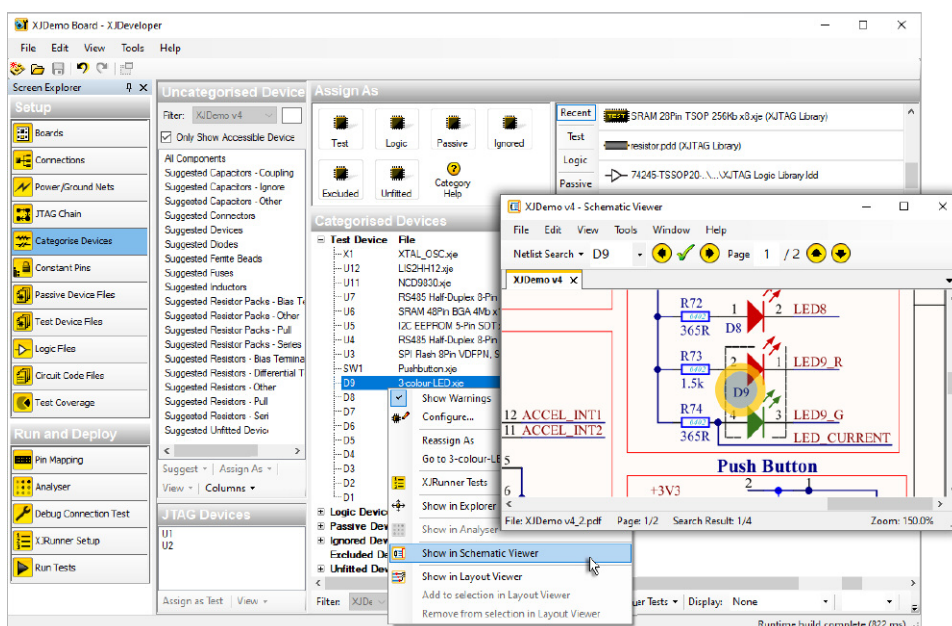 XJDemo Board - XJDeveloper
File Edit View Tools Help
Screen Explorer
Setup
Boards
Connections
Power/Ground Nets
JTAG Chain
Categorise Devices
Constant Pins
Passive Device Files
Test Device Files
Logic Files
Circuit Code Files
Test Coverage
Run and Deploy
Pin Mapping
Analyser
Debug Connection Test
XJRunner Setup
Run Tests
Uncategorised Device
Filter: XJDemo v4
Only Show Accessible Device
All Components
Suggested Capacitors - Coupling
Suggested Capacitors - Ignore
Suggested Capacitors - Other
Suggested Connectors
Suggested Devices
Suggested Diodes
Suggested Ferrite Beads
Suggested Fuses
Suggested Inductors
Suggested Resistor Packs - Bias T
Suggested Resistor Packs - Other
Suggested Resistor Packs - Pull
Suggested Resistor Packs - Series
Suggested Resistors - Bias Termina
Suggested Resistors - Differential T
Suggested Resistors - Other
Suggested Resistors - Pull
Suggested Resistors - Seri
Suggested Unfitted Devic
Suggest Assign As
View Columns
JTAG Devices
U1
U2
Assign as Test View
Assign As
Test Logic Passive Ignored
Excluded Unfitted Category Help
Recent
Test
Logic
Passive
SRAM 28Pin TSOP 256Kb x8.xje (XJTAG Library)
resistor.pdd (XJTAG Library)
74245-TSSOP20-..\...\XJTAG Logic Library.ldd
Categorised Devices
Test Device File
X1 XTAL_OSC.xje
U12 LIS2HH12.xje
U11 NCD9830.xje
U7 RS485 Half-Duplex 8-Pin
U6 SRAM 48Pin BGA 4Mb x
U5 I2C EEPROM 5-Pin SOT
U4 RS485 Half-Duplex 8-Pin
U3 SPI Flash 8Pin VDFPN, S
SW1 Pushbutton.xje
D9 3-colour-LED.xje
D8
D7
D6
D5
D4
D3
D2
D1
Logic Devic
Passive Dev
Ignored Dev
Excluded De
Unfitted Dev
Filter: XJDe
Show Warnings
Configure...
Reassign As
Go to 3-colour-LE
XJRunner Tests
Show in Explorer
Show in Analyser
Show in Schematic Viewer
Show in Layout Viewer
Add to selection in Layout Viewer
Remove from selection in Layout Viewer
er Tests Display: None
Runtime build complete (822 ms)
XJDemo v4 - Schematic Viewer
File Edit View Tools Window Help
Netlist Search D9 Page 1 / 2
XJDemo v4
R72
0402
365R
1 2 LED8
D8
R73
0402
1.5k
2 1 LED9_R
D9
R74
0402
365R
4 3 LED9_G
LED_CURRENT
12 ACCEL_INT1
11 ACCEL_INT2
5
6
Push Button
+3V3
2 1
File: XJDemo v4_2.pdf Page: 1/2 Search Result: 1/4 Zoom: 150.0%